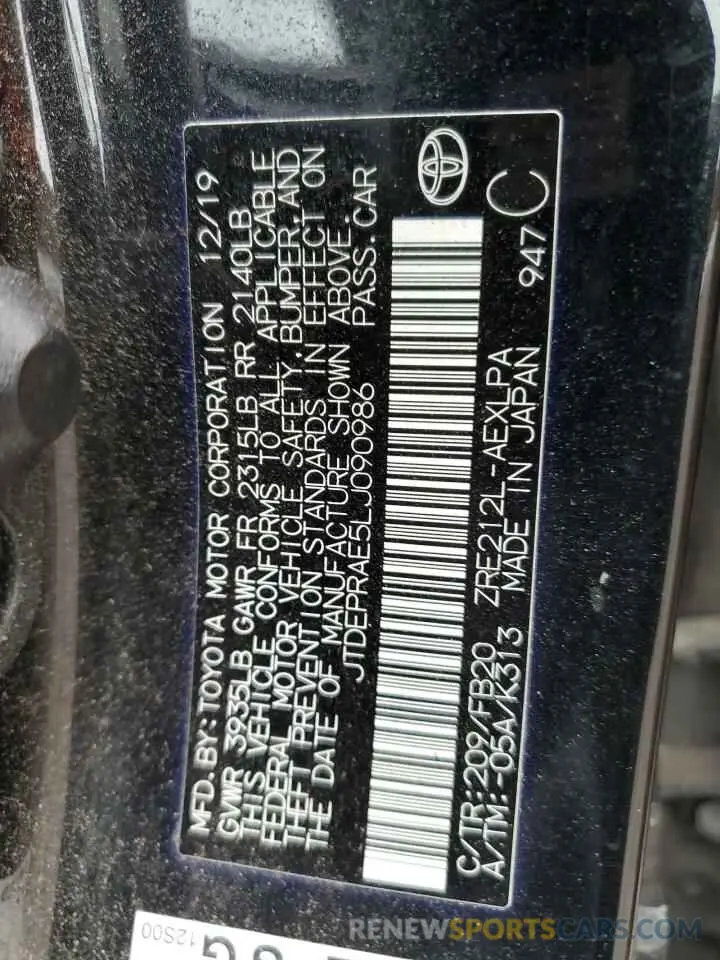 MFD.BY:TOYOTA MOTOR CORPORATION 12/19
GVWR 3935LB GAWR FR 2315LB RR 2140LB
THIS VEHICLE CONFORMS TO ALL APPLICABLE
FEDERAL MOTOR VEHICLE SAFETY,BUMPER,AND
THEFT PREVENTION STANDARDS IN EFFECT ON
THE DATE OF MANUFACTURE SHOWN ABOVE.
JTDEPRAE5LJ090986 PASS.CAR
C/TR:209/FB20 ZRE212L-AEXLPA 947
A/TM:-05A/K313 MADE IN JAPAN C
12S00
RENEWSPORTSCARS.COM